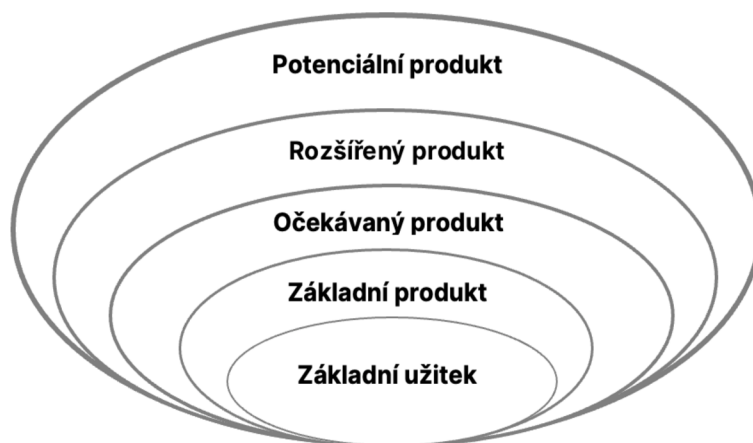 Potenciální produkt
Rozšířený produkt
Očekávaný produkt
Základní produkt
Základní užitek